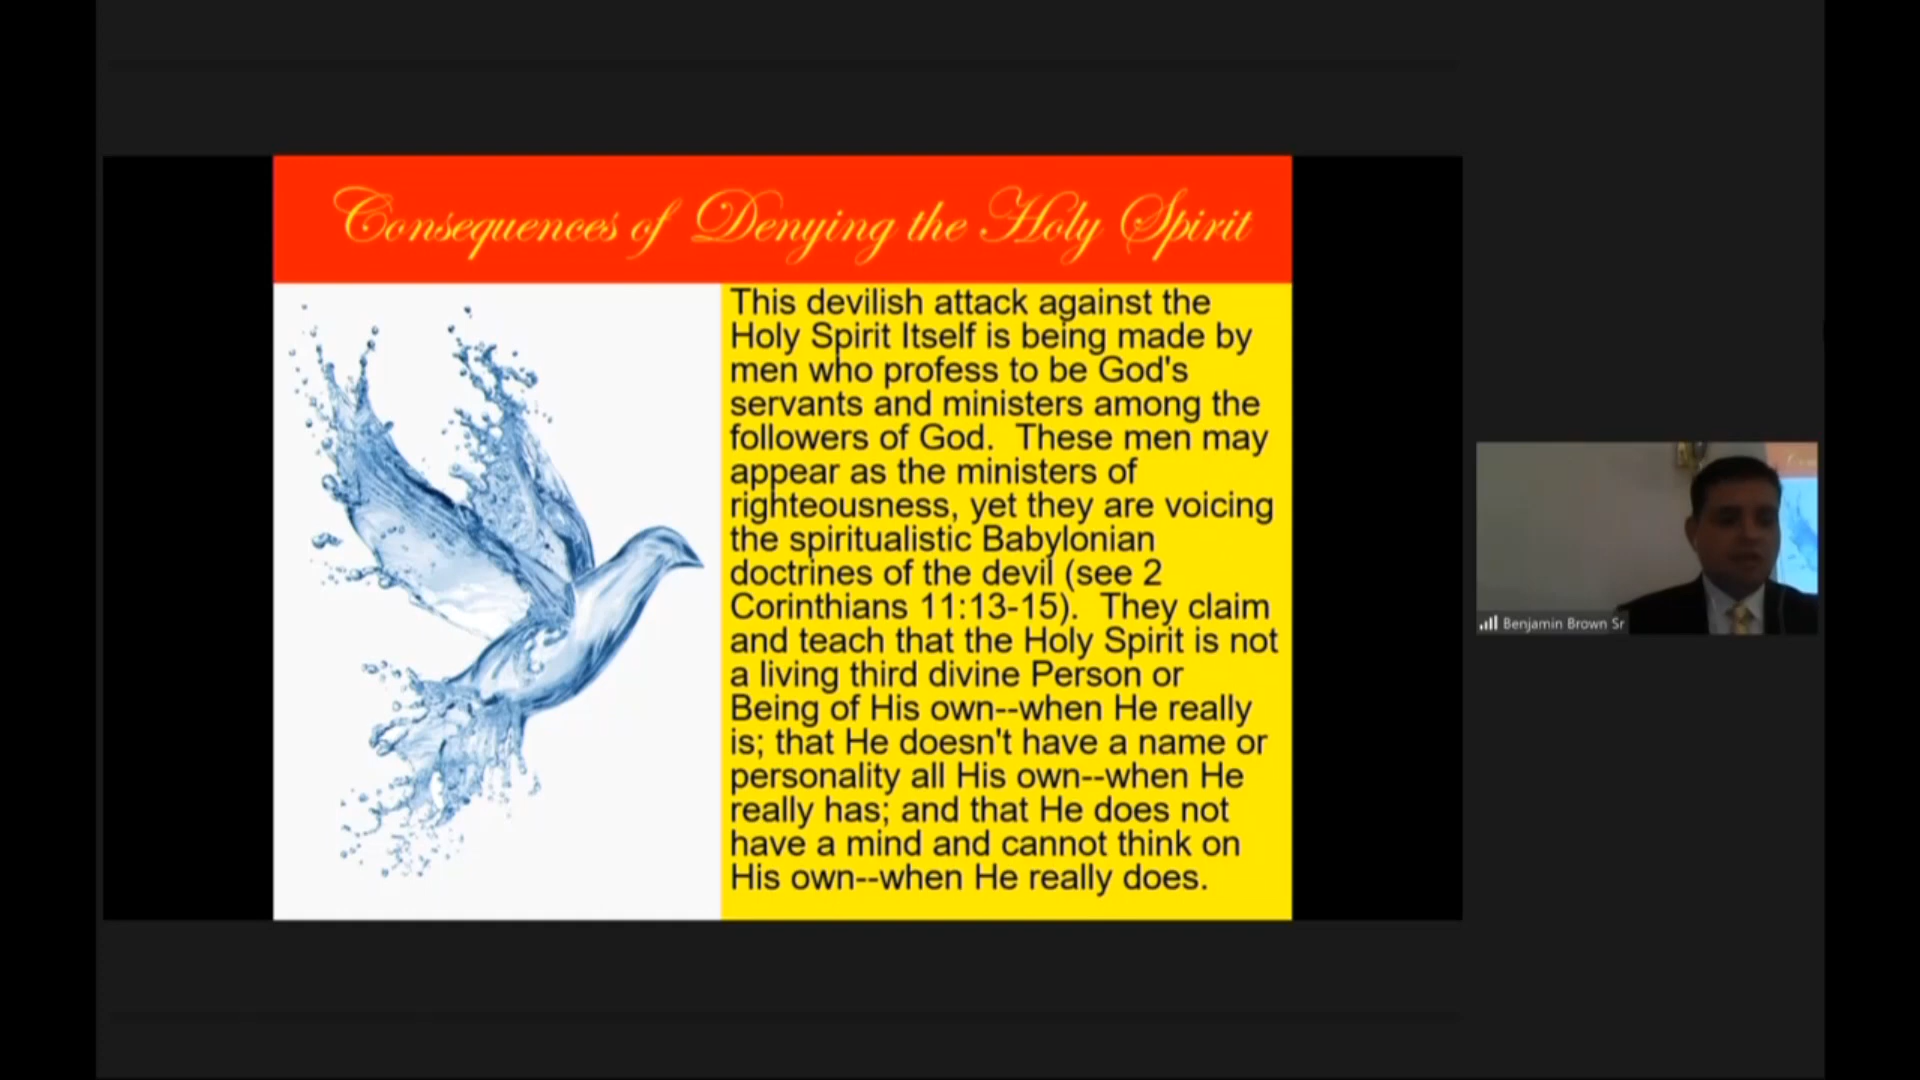 Consequences of Denying the Holy Spirit
This devilish attack against the
Holy Spirit Itself is being made by
men who profess to be God's
servants and ministers among the
followers of God.  These men may
appear as the ministers of
righteousness, yet they are voicing
the spiritualistic Babylonian
doctrines of the devil (see 2
Corinthians 11:13-15).  They claim
and teach that the Holy Spirit is not
a living third divine Person or
Being of His own--when He really
is; that He doesn't have a name or
personality all His own--when He
really has; and that He does not
have a mind and cannot think on
His own--when He really does.
Benjamin Brown Sr